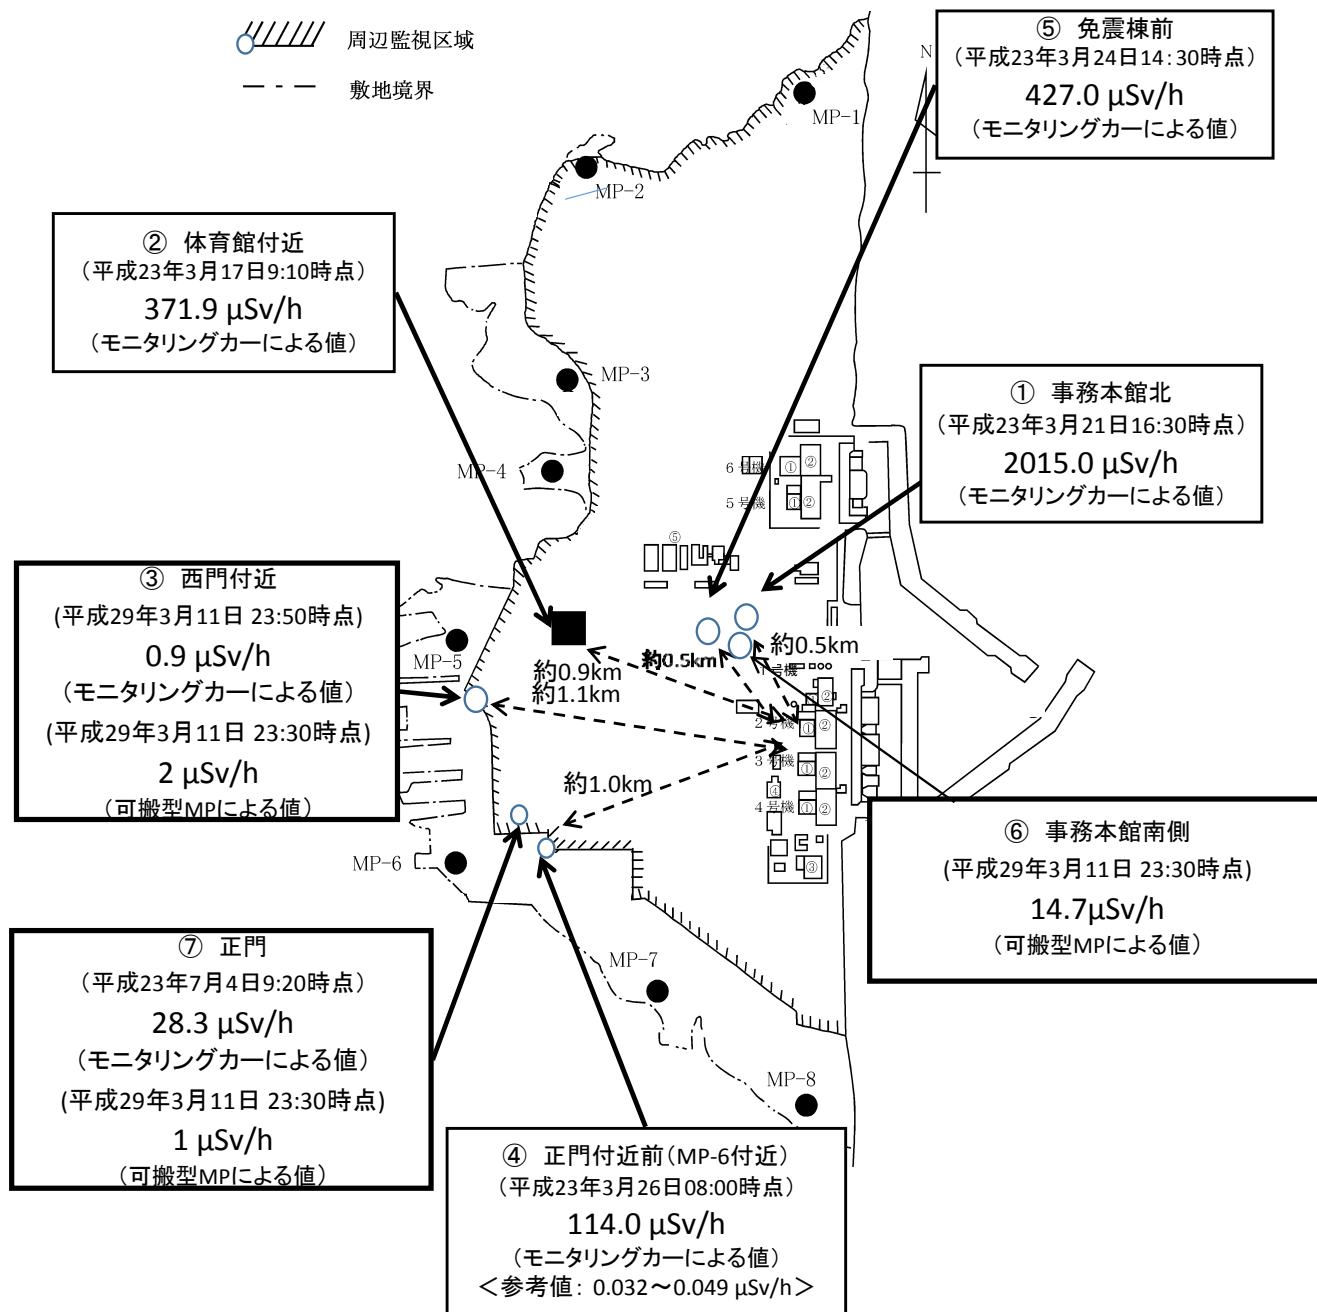 周辺監視区域
敷地境界
⑤ 免震棟前
（平成23年3月24日14：30時点）
427.0 μSv/h
（モニタリングカーによる値）
N
MP-1
MP-2
② 体育館付近
（平成23年3月17日9:10時点）
371.9 μSv/h
（モニタリングカーによる値）
MP-3
MP-4
① 事務本館北
（平成23年3月21日16:30時点）
2015.0 μSv/h
（モニタリングカーによる値）
6号機
① ②
5号機
① ②
⑤
③ 西門付近
(平成29年3月11日 23:50時点)
0.9 μSv/h
（モニタリングカーによる値）
(平成29年3月11日 23:30時点)
2 μSv/h
（可搬型MPによる値）
MP-5
約0.9km
約1.1km
約0.5km
約0.5km
1号機
②
2号機
① ②
3号機
① ②
④
4号機
① ②
③
約1.0km
MP-6
⑥ 事務本館南側
(平成29年3月11日 23:30時点)
14.7μSv/h
（可搬型MPによる値）
⑦ 正門
（平成23年7月4日9:20時点）
28.3 μSv/h
（モニタリングカーによる値）
(平成29年3月11日 23:30時点)
1 μSv/h
（可搬型MPによる値）
MP-7
MP-8
④ 正門付近前（MP-6付近）
（平成23年3月26日08:00時点）
114.0 μSv/h
（モニタリングカーによる値）
＜参考値： 0.032～0.049 μSv/h＞